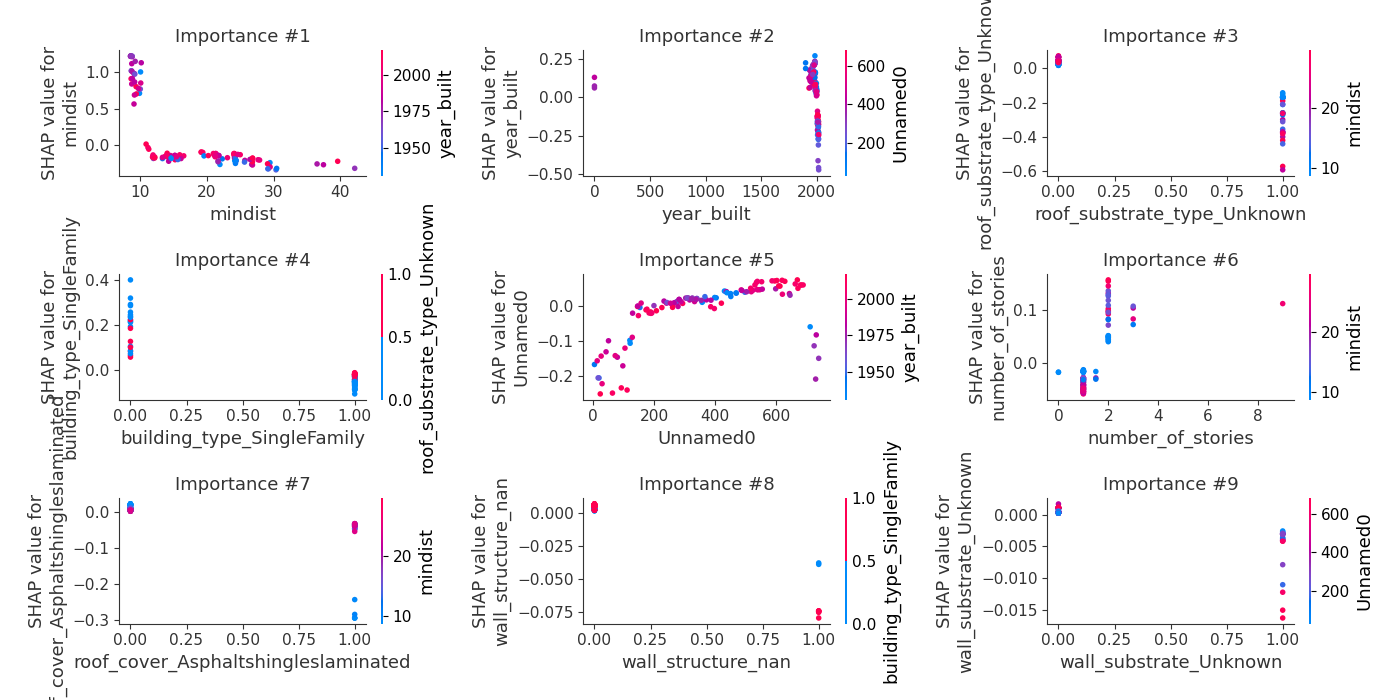 Importance #1
SHAP value for
mindist
1.0
0.5
0.0
10
20
30
40
mindist
2000
1975
1950
year_built
Importance #2
SHAP value for
year_built
0.25
0.00
−0.25
−0.50
0
500
1000
1500
2000
year_built
600
400
200
Unnamed0
Importance #3
SHAP value for
roof_substrate_type_Unknow
0.0
−0.2
−0.4
−0.6
0.00
0.25
0.50
0.75
1.00
roof_substrate_type_Unknown
20
10
mindist
Importance #4
SHAP value for
building_type_SingleFamily
0.4
0.2
0.0
0.00
0.25
0.50
0.75
1.00
building_type_SingleFamily
1.0
0.5
0.0
roof_substrate_type_Unknown
Importance #5
SHAP value for
Unnamed0
0.0
−0.1
−0.2
0
200
400
600
Unnamed0
2000
1975
1950
year_built
Importance #6
SHAP value for
number_of_stories
0.1
0.0
0
2
4
6
8
number_of_stories
20
10
mindist
Importance #7
SHAP value for
_cover_Asphaltshingleslaminated
0.0
−0.1
−0.2
−0.3
0.00
0.25
0.50
0.75
1.00
roof_cover_Asphaltshingleslaminated
20
10
mindist
Importance #8
SHAP value for
wall_structure_nan
0.000
−0.025
−0.050
−0.075
0.00
0.25
0.50
0.75
1.00
wall_structure_nan
1.0
0.5
0.0
building_type_SingleFamily
Importance #9
SHAP value for
wall_substrate_Unknown
0.000
−0.005
−0.010
−0.015
0.00
0.25
0.50
0.75
1.00
wall_substrate_Unknown
600
400
200
Unnamed0